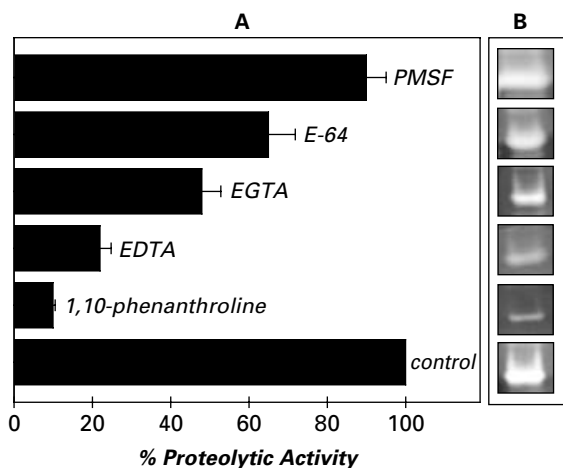 A B
PMSF
E-64
EGTA
EDTA
1,10-phenanthroline
control
0 20 40 60 80 100
% Proteolytic Activity